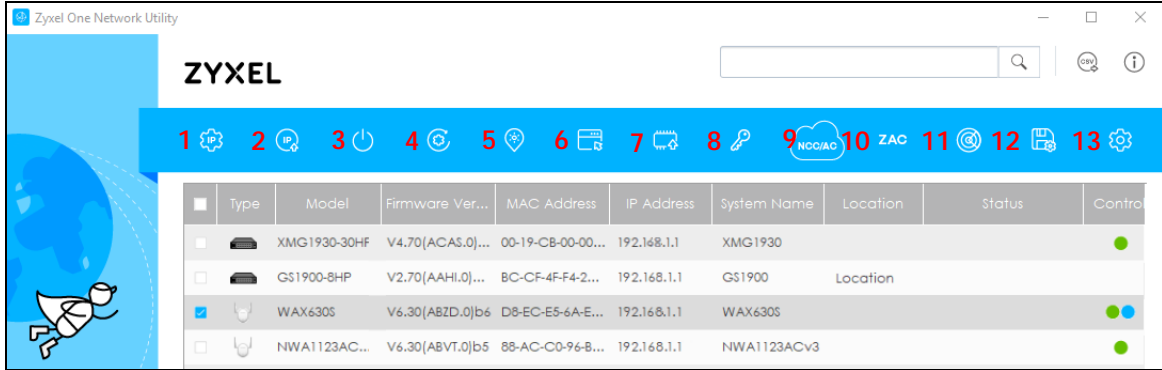 Zyxel One Network Utility
ZYXEL
CSV
1 IP 2 IP 3 4 5 6 7 8 9 NCC/AC 10 ZAC 11 12 13
Type Model Firmware Ver... MAC Address IP Address System Name Location Status Control
XMG1930-30HF V4.70(ACAS.0)... 00-19-CB-00-00... 192.168.1.1 XMG1930
GS1900-8HP V2.70(AAHI.0)... BC-CF-4F-F4-2... 192.168.1.1 GS1900 Location
WAX630S V6.30(ABZD.0)b6 D8-EC-E5-6A-E... 192.168.1.1 WAX630S
NWA1123AC... V6.30(ABVT.0)b5 88-AC-C0-96-B... 192.168.1.1 NWA1123ACv3